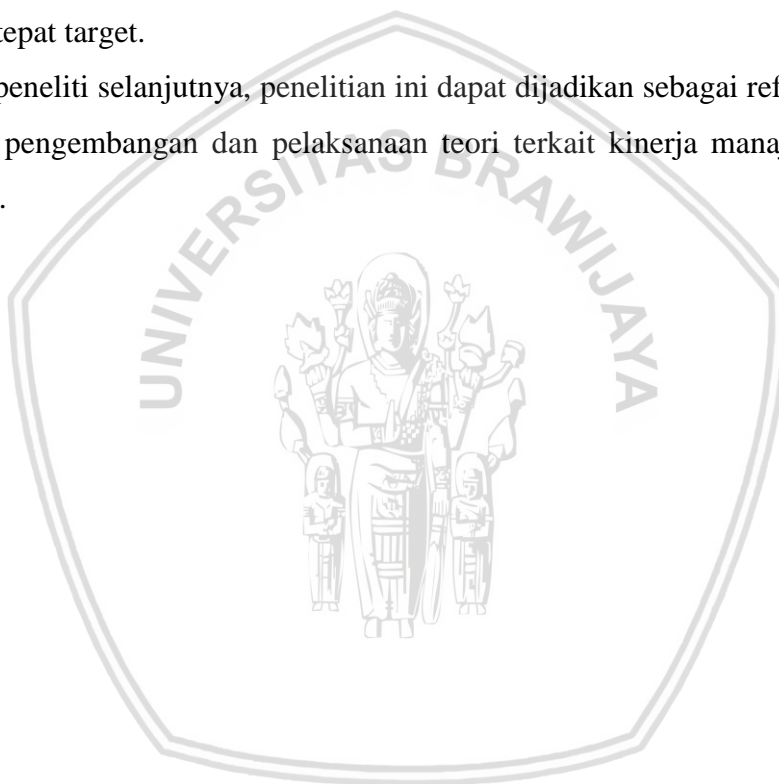 tepat target.
peneliti selanjutnya, penelitian ini dapat dijadikan sebagai ref
pengembangan dan pelaksanaan teori terkait kinerja mana
.
UNIVERSITAS BRAWIJAYA